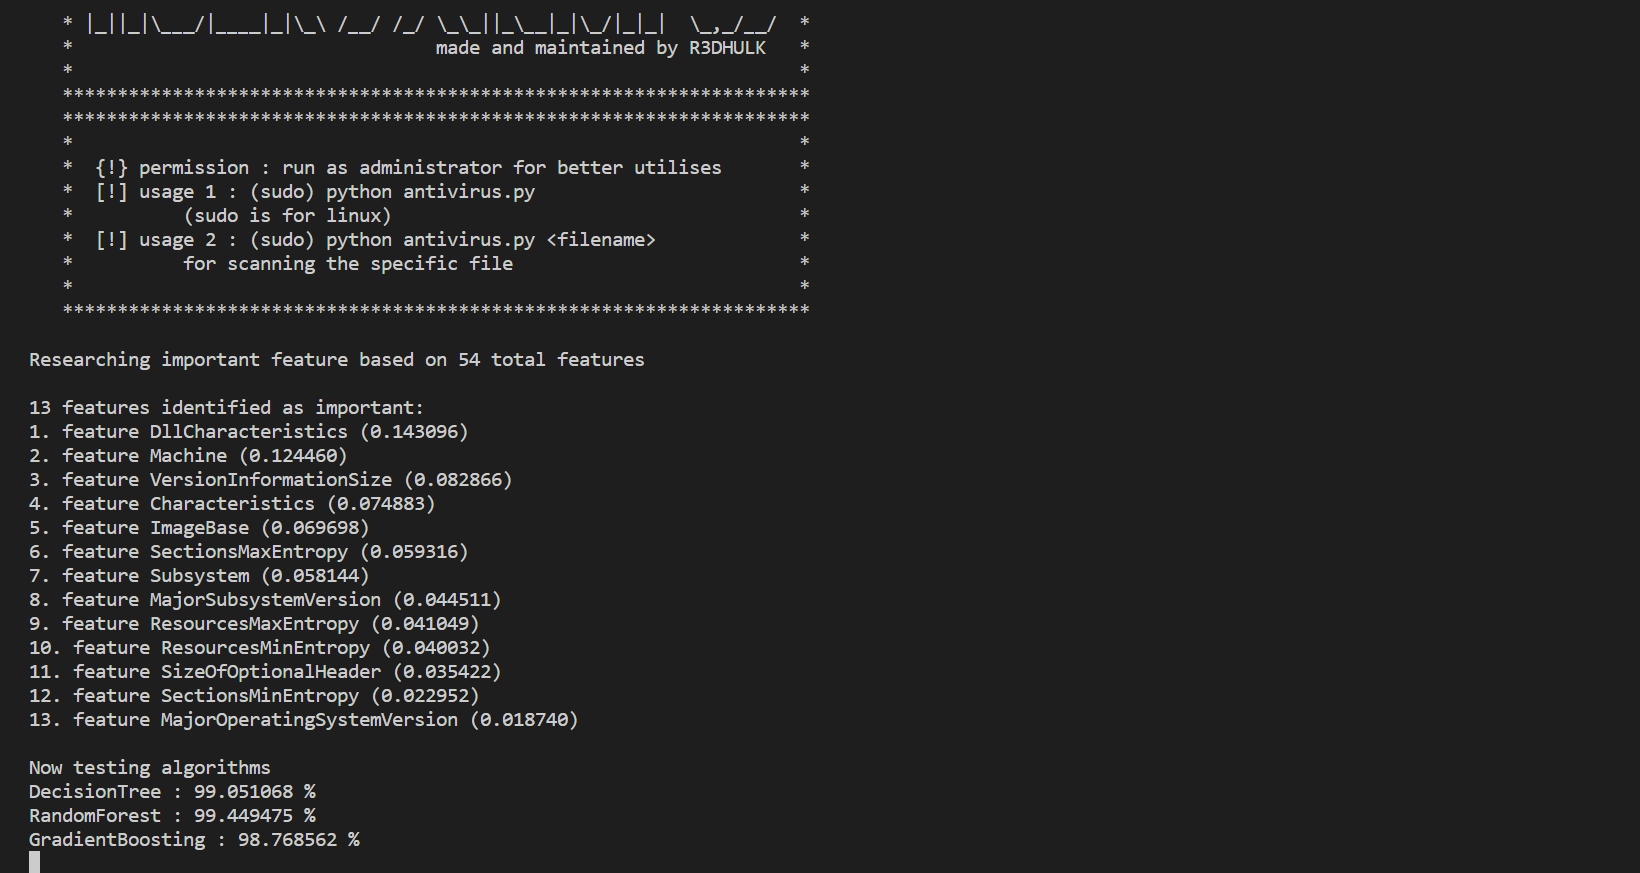 * |_||_|\___/|____|_|\_\ /__/ /_/ \_\_||_\__|_|\_/|_|_|  \_,_/__/  *
*                                 made and maintained by R3DHULK   *
*                                                                  *
********************************************************************
********************************************************************
*                                                                  *
*  {!} permission : run as administrator for better utilises       *
*  [!] usage 1 : (sudo) python antivirus.py                        *
*          (sudo is for linux)                                     *
*  [!] usage 2 : (sudo) python antivirus.py <filename>             *
*          for scanning the specific file                          *
*                                                                  *
********************************************************************
Researching important feature based on 54 total features
13 features identified as important:
1. feature DllCharacteristics (0.143096)
2. feature Machine (0.124460)
3. feature VersionInformationSize (0.082866)
4. feature Characteristics (0.074883)
5. feature ImageBase (0.069698)
6. feature SectionsMaxEntropy (0.059316)
7. feature Subsystem (0.058144)
8. feature MajorSubsystemVersion (0.044511)
9. feature ResourcesMaxEntropy (0.041049)
10. feature ResourcesMinEntropy (0.040032)
11. feature SizeOfOptionalHeader (0.035422)
12. feature SectionsMinEntropy (0.022952)
13. feature MajorOperatingSystemVersion (0.018740)
Now testing algorithms
DecisionTree : 99.051068 %
RandomForest : 99.449475 %
GradientBoosting : 98.768562 %